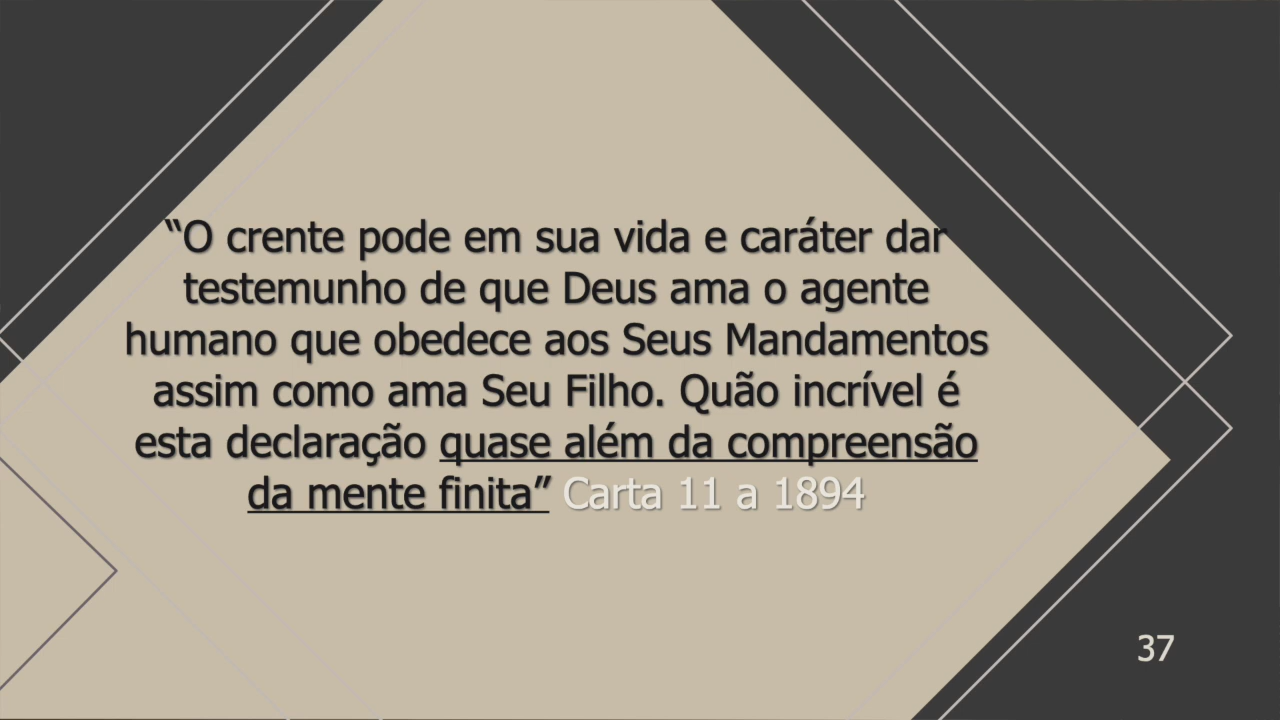 “O crente pode em sua vida e caráter dar
testemunho de que Deus ama o agente
humano que obedece aos Seus Mandamentos
assim como ama Seu Filho. Quão incrível é
esta declaração quase além da compreensão
da mente finita” Carta 11 a 1894
37